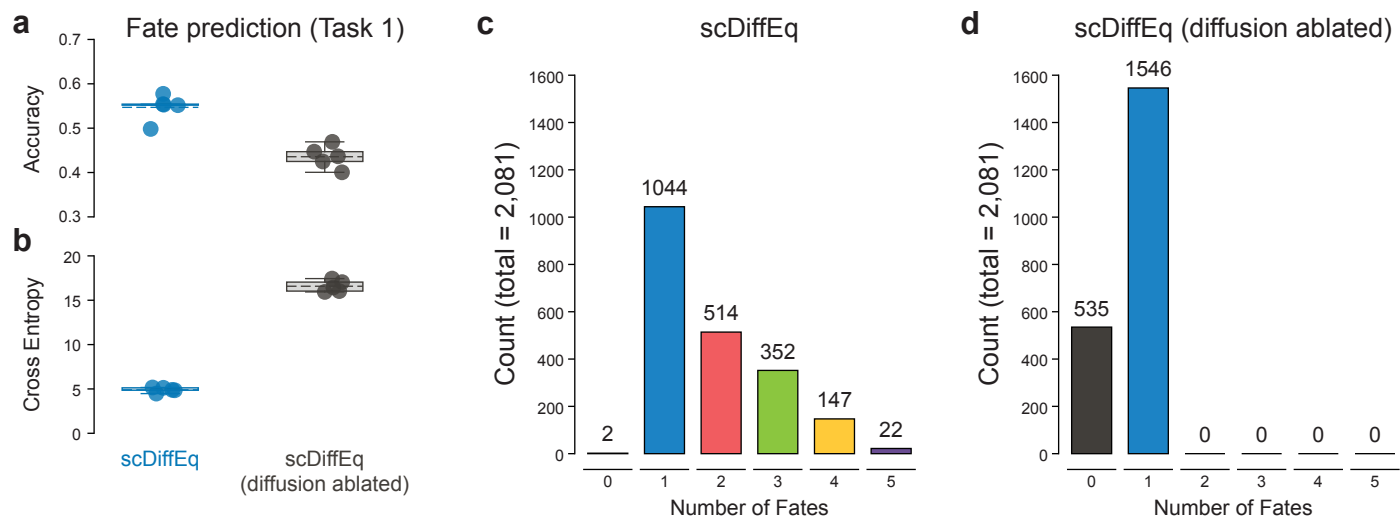 a
Fate prediction (Task 1)
0.7
0.6
0.5
0.4
0.3
Accuracy
b
20
15
10
5
0
Cross Entropy
scDiffEq
scDiffEq
(diffusion ablated)
c
scDiffEq
1600
1400
1200
1000
800
600
400
200
0
Count (total = 2,081)
2
1044
514
352
147
22
0 1 2 3 4 5
Number of Fates
d
scDiffEq (diffusion ablated)
1600
1400
1200
1000
800
600
400
200
0
Count (total = 2,081)
535
1546
0
0
0
0
0 1 2 3 4 5
Number of Fates